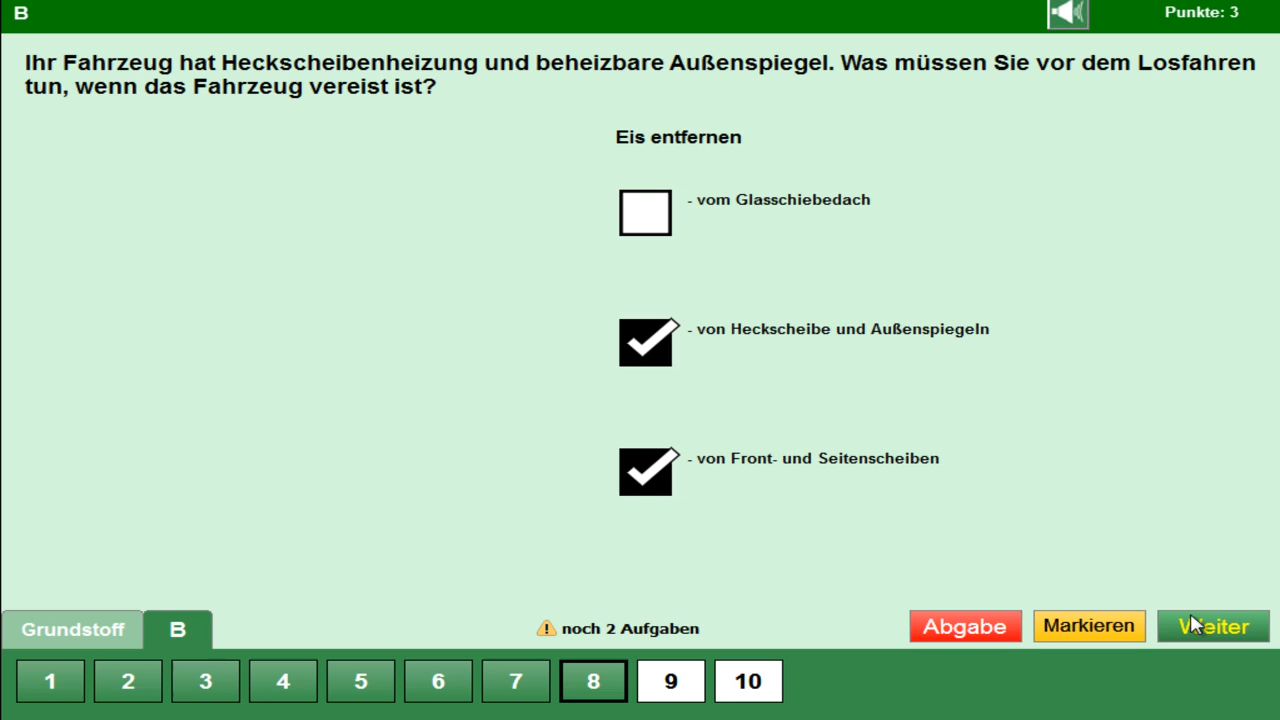 B
Punkte: 3
Ihr Fahrzeug hat Heckscheibenheizung und beheizbare Außenspiegel. Was müssen Sie vor dem Losfahren
tun, wenn das Fahrzeug vereist ist?
Eis entfernen
- vom Glasschiebedach
- von Heckscheibe und Außenspiegeln
- von Front- und Seitenscheiben
Grundstoff B noch 2 Aufgaben Abgabe Markieren Weiter
1 2 3 4 5 6 7 8 9 10